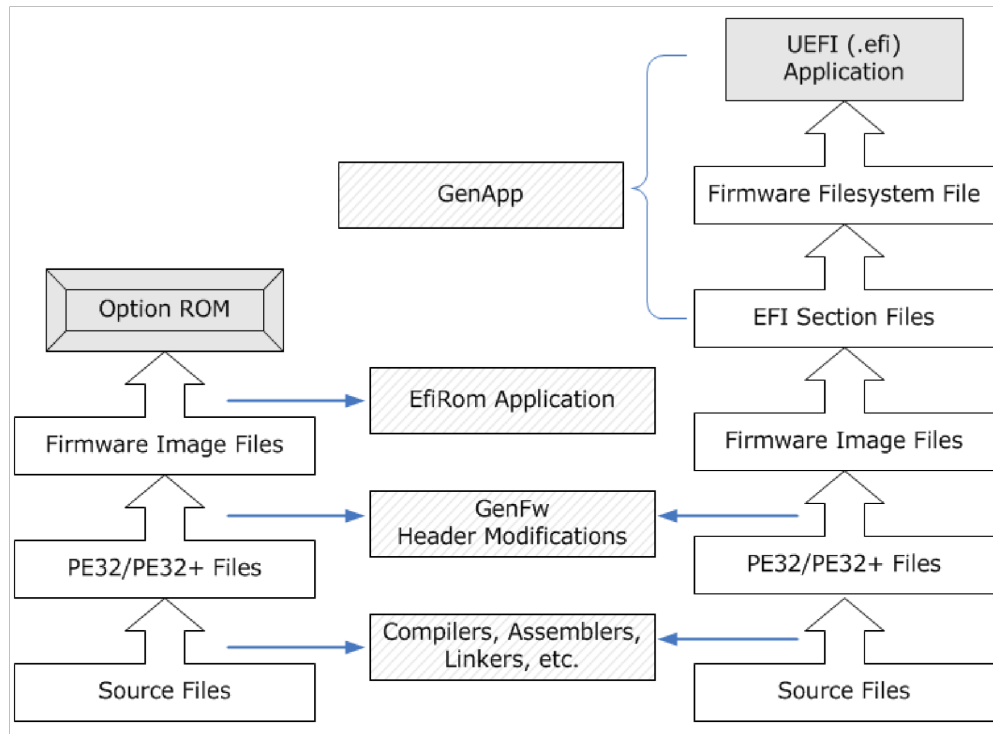 UEFI (.efi)
Application
GenApp
Firmware Filesystem File
Option ROM
EFI Section Files
EfiRom Application
Firmware Image Files
Firmware Image Files
GenFw
Header Modifications
PE32/PE32+ Files
PE32/PE32+ Files
Compilers, Assemblers,
Linkers, etc.
Source Files
Source Files